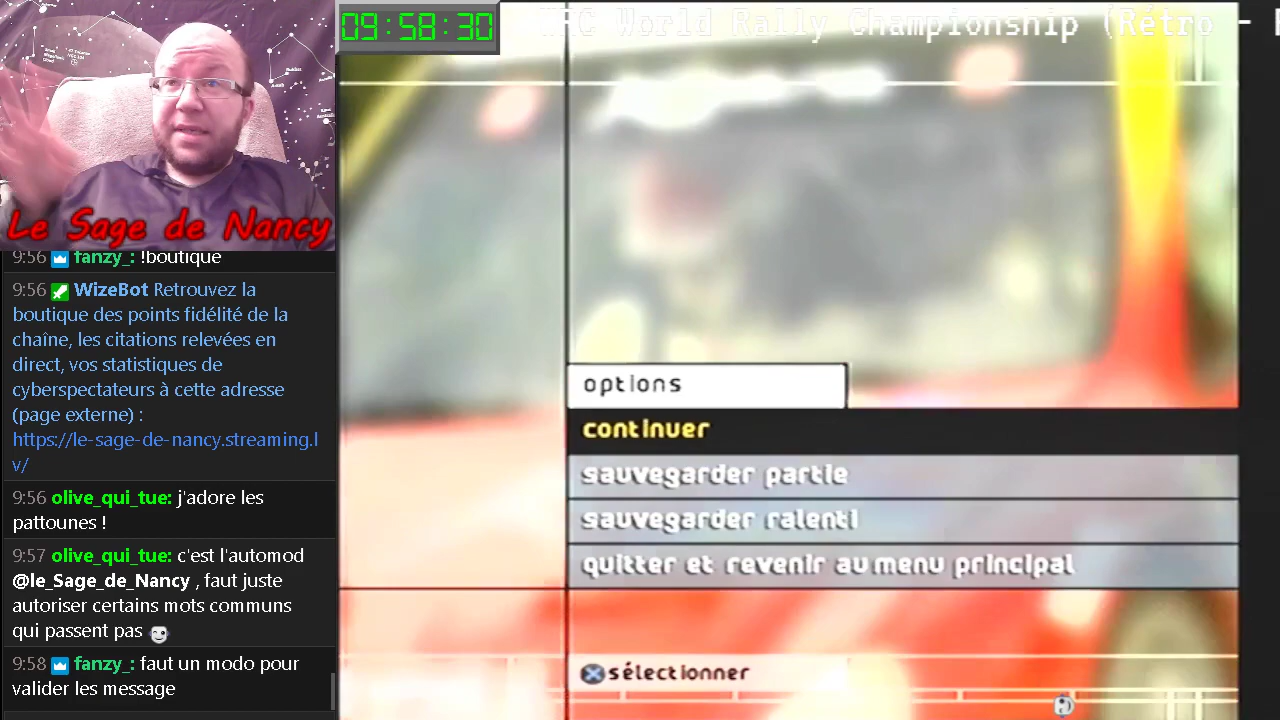 09:58:30
WRC World Rally Championship (Rétro -
Le Sage de Nancy
9:56 fanzy_: !boutique
9:56 WizeBot Retrouvez la
boutique des points fidélité de la
chaîne, les citations relevées en
direct, vos statistiques de
cyberspectateurs à cette adresse
(page externe) :
https://le-sage-de-nancy.streaming.l
v/
9:56 olive_qui_tue: j'adore les
pattounes !
9:57 olive_qui_tue: c'est l'automod
@le_Sage_de_Nancy , faut juste
autoriser certains mots communs
qui passent pas
9:58 fanzy_: faut un modo pour
valider les message
options
continuer
sauvegarder partie
sauvegarder ralenti
quitter et revenir au menu principal
sélectionner